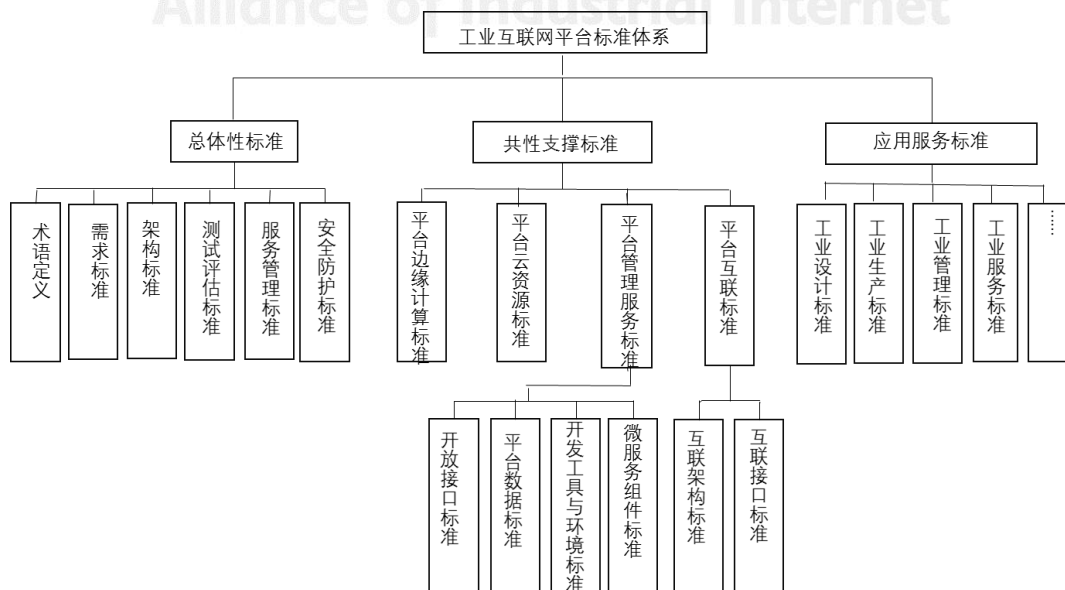 Alliance of Industrial Internet
工业互联网平台标准体系
总体性标准
共性支撑标准
应用服务标准
术语定义
需求标准
架构标准
测试评估标准
服务管理标准
安全防护标准
平台边缘计算标准
平台云资源标准
平台管理服务标准
平台互联标准
工业设计标准
工业生产标准
工业管理标准
工业服务标准
......
开放接口标准
平台数据标准
开发工具与环境标准
微服务组件标准
互联架构标准
互联接口标准